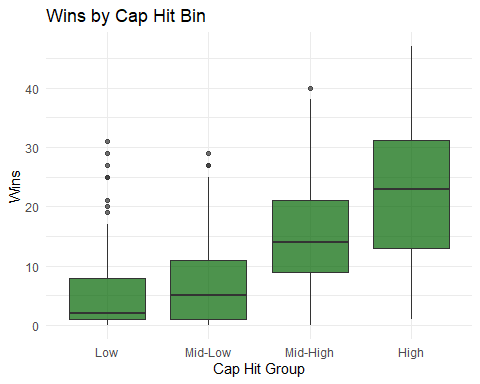 Wins by Cap Hit Bin
Wins
40
30
20
10
0
Low Mid-Low Mid-High High
Cap Hit Group